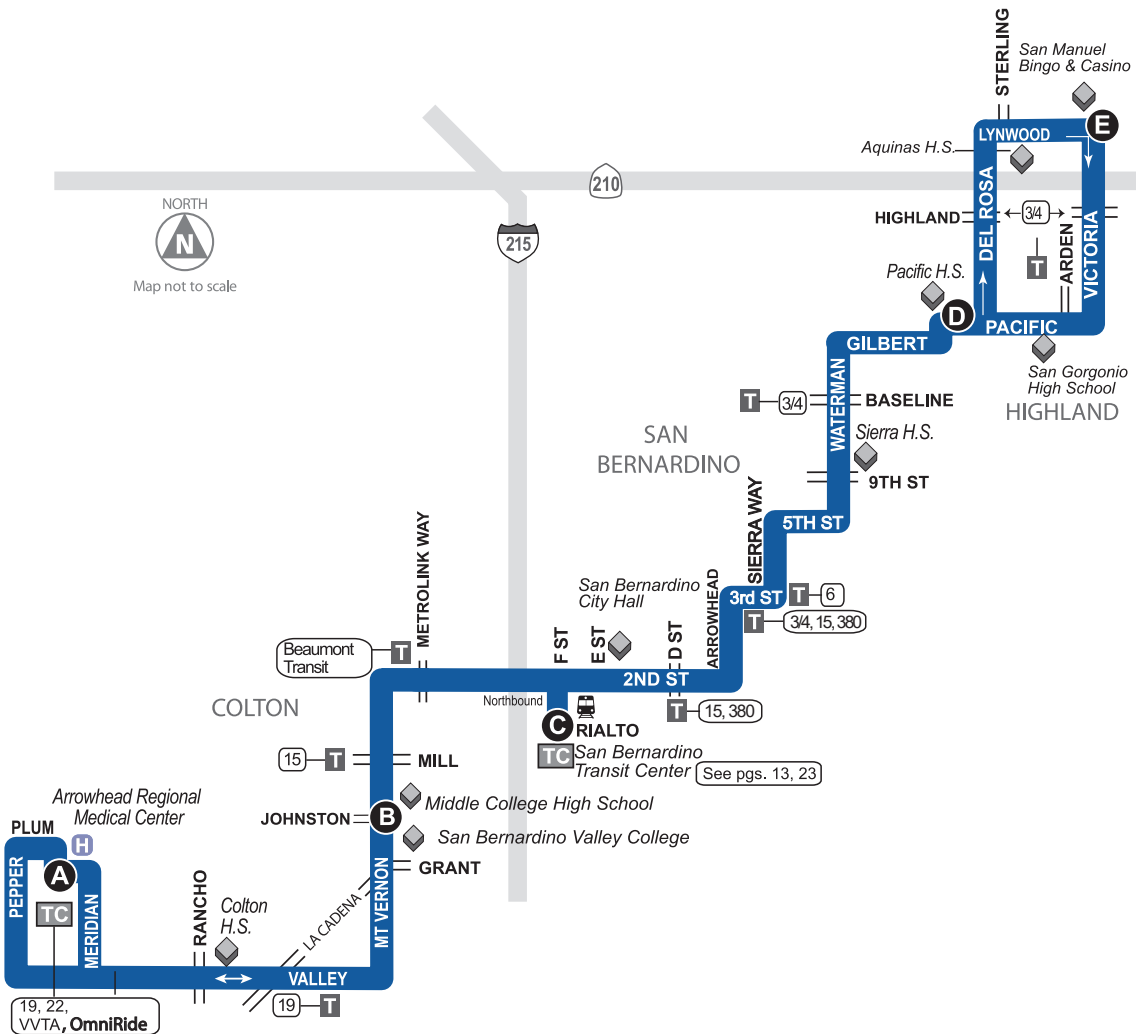 STERLING
San Manuel
Bingo & Casino
E
LYNWOOD
Aquinas H.S.
210
NORTH
N
Map not to scale
215
HIGHLAND
DEL ROSA
3/4
T
ARDEN
VICTORIA
Pacific H.S.
D
PACIFIC
GILBERT
San Gorgonio
High School
HIGHLAND
T
3/4
BASELINE
WATERMAN
SAN
BERNARDINO
Sierra H.S.
9TH ST
SIERRA WAY
5TH ST
METROLINK WAY
San Bernardino
City Hall
ARROWHEAD
3rd ST
T
6
T
3/4, 15, 380
Beaumont
Transit
T
F ST
E ST
D ST
2ND ST
COLTON
Northbound
C
RIALTO
T
15, 380
TC
San Bernardino
Transit Center
See pgs. 13, 23
15
T
MILL
Arrowhead Regional
Medical Center
Middle College High School
JOHNSTON
B
PLUM
H
San Bernardino Valley College
GRANT
PEPPER
A
TC
MERIDIAN
RANCHO
Colton
H.S.
LA CADENA
MT VERNON
VALLEY
19
T
19, 22,
VVTA, OmniRide